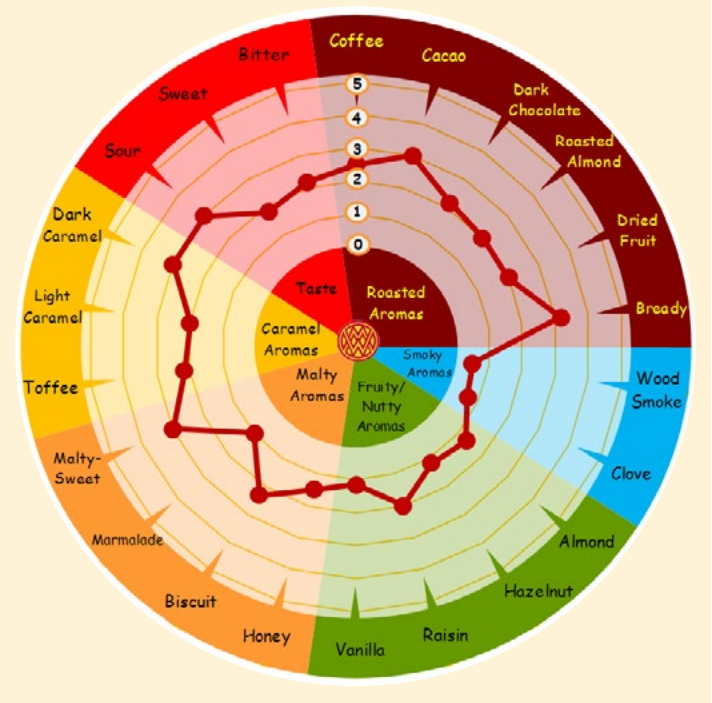 Coffee
Cacao
Dark
Chocolate
Roasted
Almond
Dried
Fruit
Bready
Wood
Smoke
Clove
Almond
Hazelnut
Raisin
Vanilla
Honey
Biscuit
Marmalade
Malty-
Sweet
Toffee
Light
Caramel
Dark
Caramel
Sour
Sweet
Bitter
5
4
3
2
1
0
Taste
Roasted
Aromas
Caramel
Aromas
Smoky
Aromas
Malty
Aromas
Fruity/
Nutty
Aromas